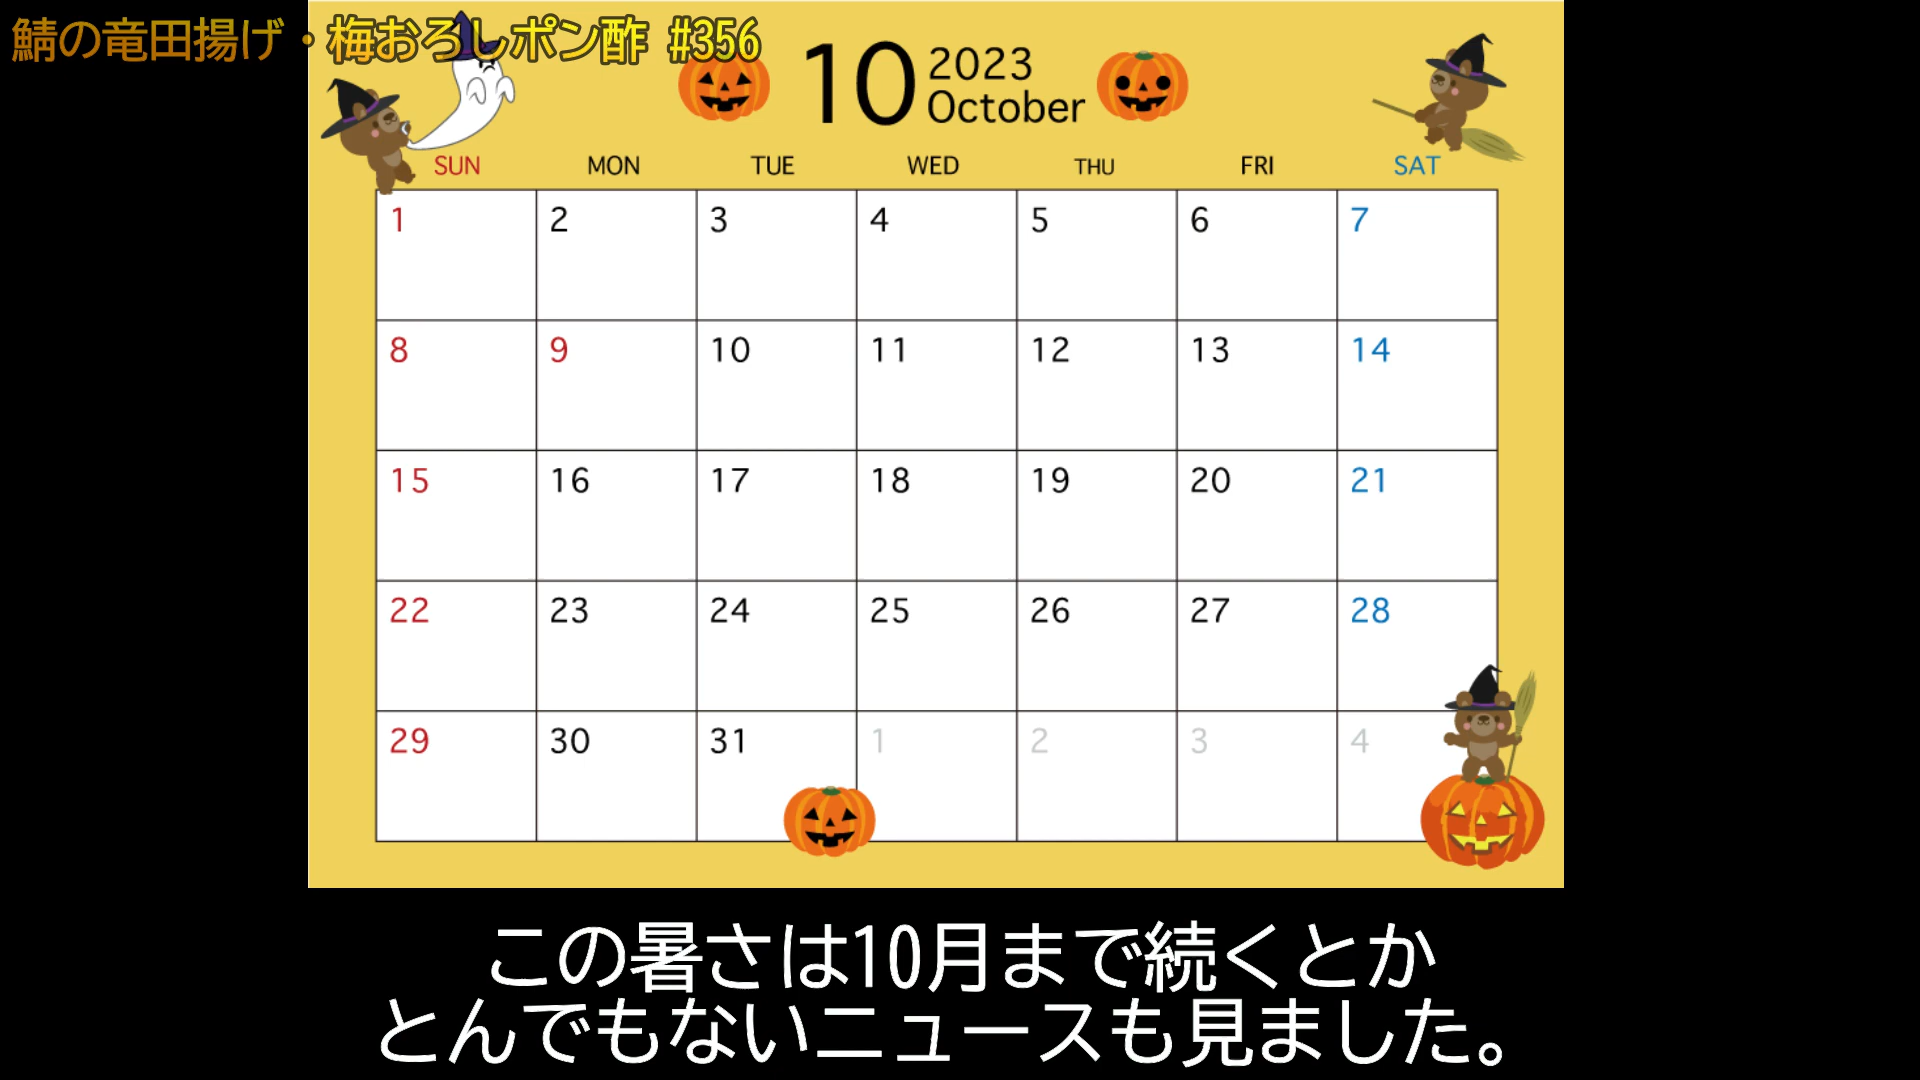 鯖の竜田揚げ・梅おろしポン酢 #356
10 2023 October
SUN MON TUE WED THU FRI SAT
1 2 3 4 5 6 7
8 9 10 11 12 13 14
15 16 17 18 19 20 21
22 23 24 25 26 27 28
29 30 31 1 2 3 4
この暑さは10月まで続くとか
とんでもないニュースも見ました。